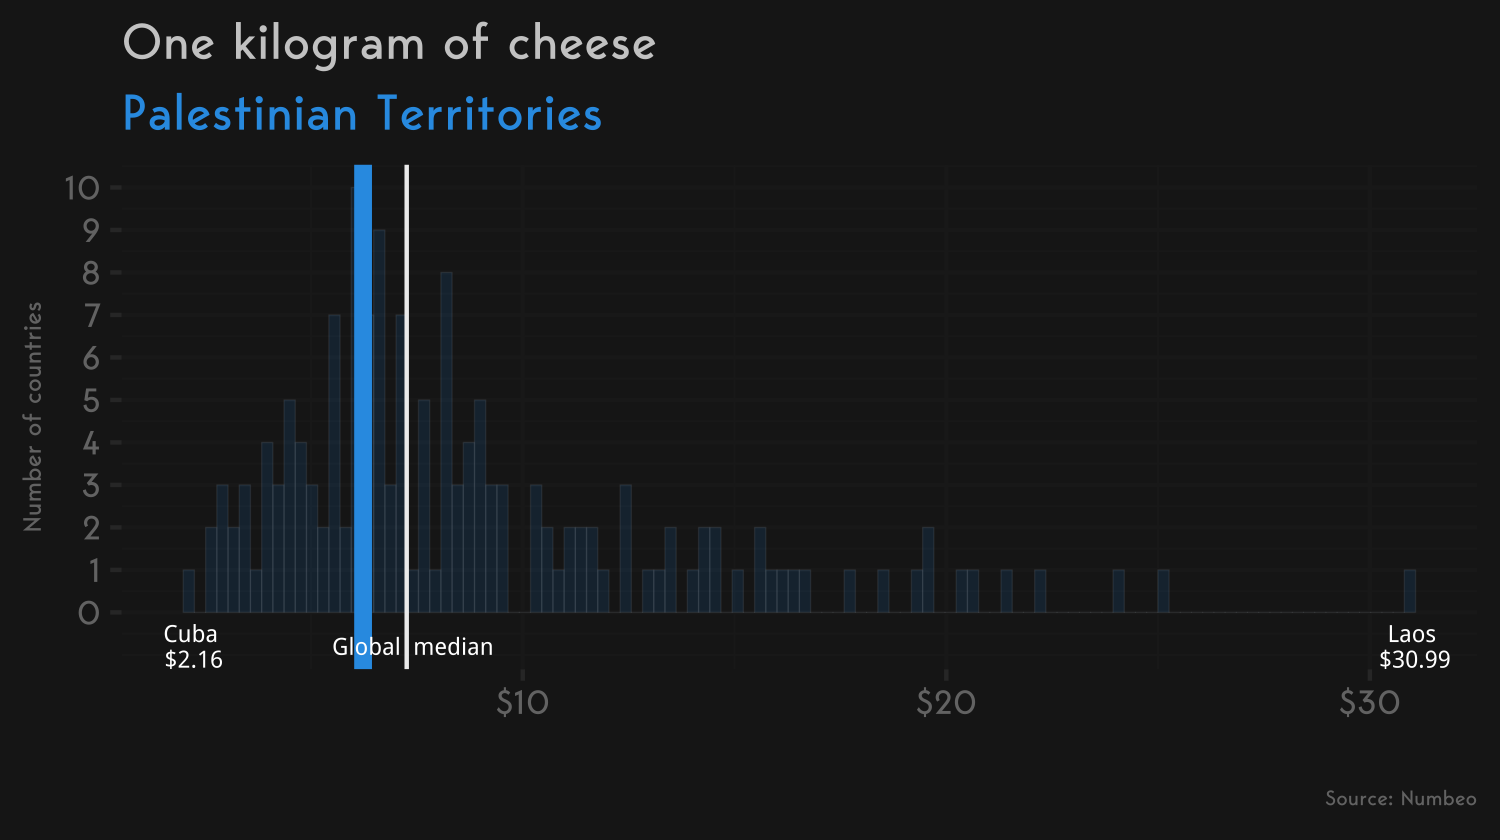 One kilogram of cheese
Palestinian Territories
Number of countries
10
9
8
7
6
5
4
3
2
1
0
Cuba
$2.16
Global median
Laos
$30.99
$10
$20
$30
Source: Numbeo